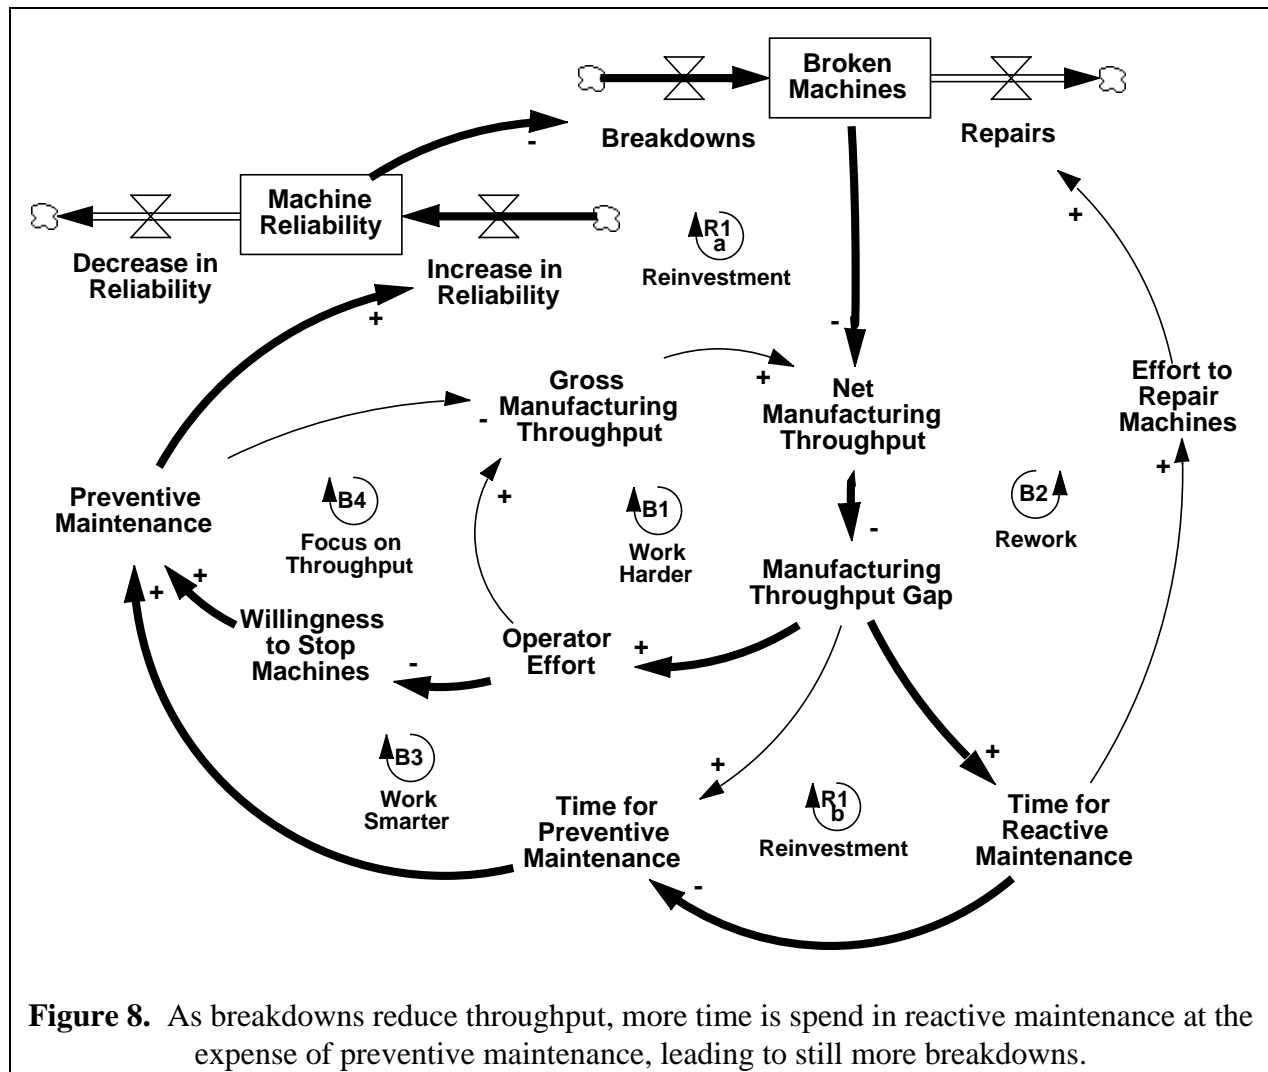 Broken
Machines
Breakdowns
Repairs
-
Machine
Reliability
Decrease in
Reliability
Increase in
Reliability
R1
a
Reinvestment
+
+
-
Gross
Manufacturing
Throughput
+
-
Net
Manufacturing
Throughput
Effort to
Repair
Machines
+
Preventive
Maintenance
B4
Focus on
Throughput
+
B1
Work
Harder
-
B2
Rework
Manufacturing
Throughput Gap
+
+
Willingness
to Stop
Machines
-
Operator
Effort
+
B3
Work
Smarter
+
+
Time for
Preventive
Maintenance
R1
b
Reinvestment
Time for
Reactive
Maintenance
-
Figure 8. As breakdowns reduce throughput, more time is spend in reactive maintenance at the
expense of preventive maintenance, leading to still more breakdowns.